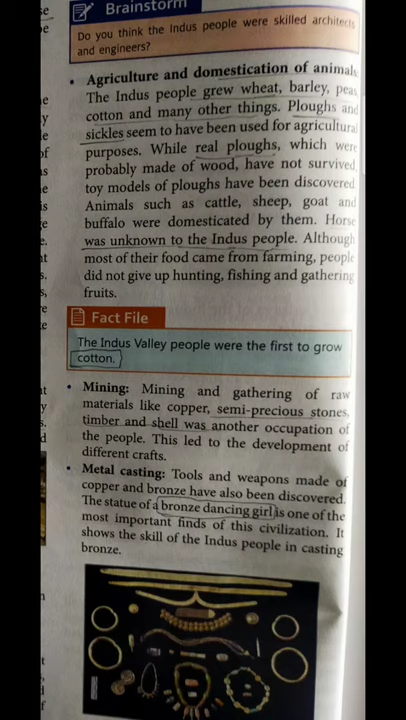 Brainstorm
Do you think the Indus people were skilled architects
and engineers?
• Agriculture and domestication of animals:
The Indus people grew wheat, barley, peas,
cotton and many other things. Ploughs and
sickles seem to have been used for agricultural
purposes. While real ploughs, which were
probably made of wood, have not survived,
toy models of ploughs have been discovered.
Animals such as cattle, sheep, goat and
buffalo were domesticated by them. Horse
was unknown to the Indus people. Although
most of their food came from farming, people
did not give up hunting, fishing and gathering
fruits.
Fact File
The Indus Valley people were the first to grow
cotton.
• Mining: Mining and gathering of raw
materials like copper, semi-precious stones,
timber and shell was another occupation of
the people. This led to the development of
different crafts.
• Metal casting: Tools and weapons made of
copper and bronze have also been discovered.
The statue of a bronze dancing girl is one of the
most important finds of this civilization. It
shows the skill of the Indus people in casting
bronze.